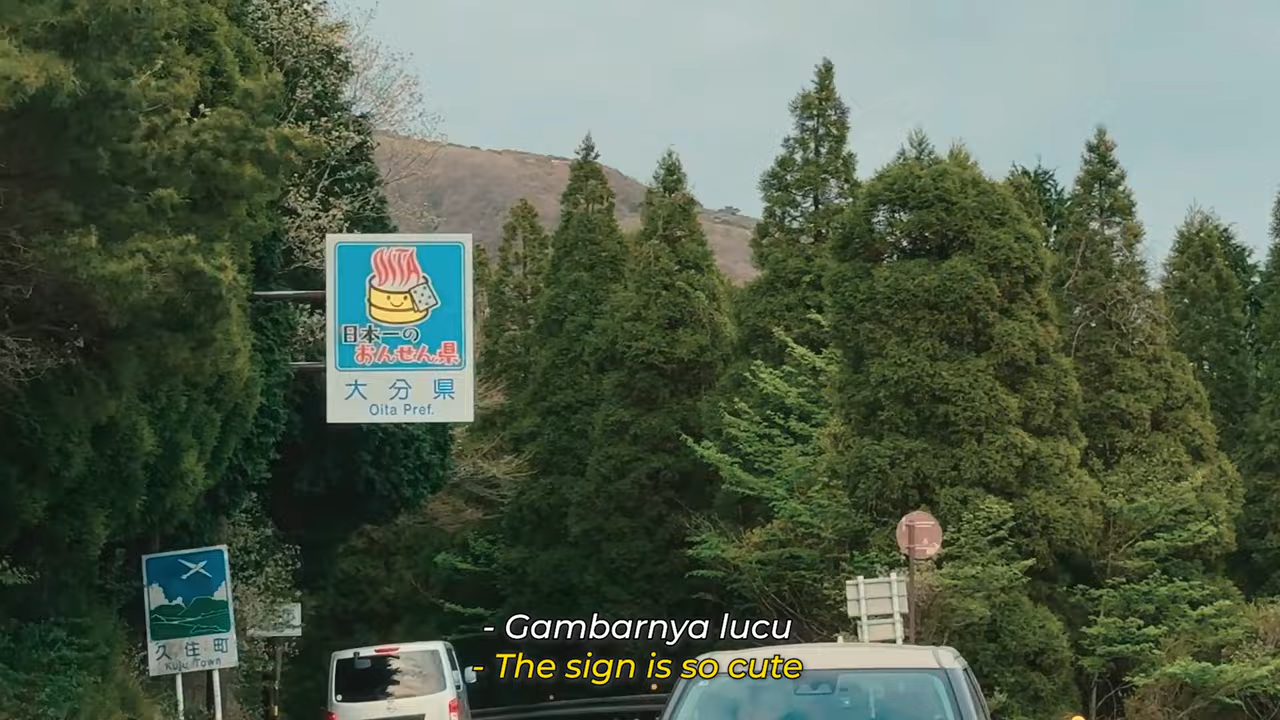 OITA
日本一の
おんせん県
大分県
Oita Pref.
久住町
Kuju Town
- Gambarnya lucu
- The sign is so cute